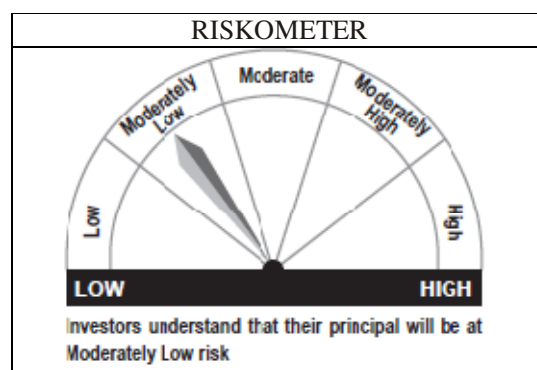 RISKOMETER
Moderate
Moderately
Low
Moderately
High
Low
High
LOW HIGH
Investors understand that their principal will be at
Moderately Low risk